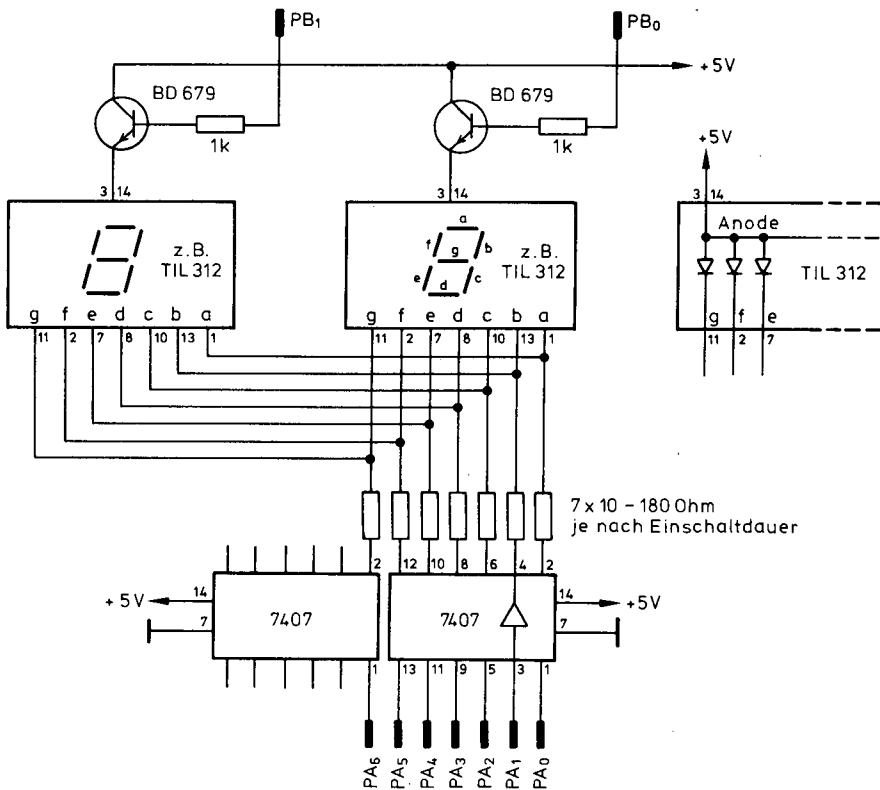 PB1
PB0
+5V
BD 679
BD 679
1k
1k
+5V
3 14
3 14
3 14
Anode
z.B.
TIL 312
a
f g b
e d c
z.B.
TIL 312
TIL 312
g f e d c b a
g f e d c b a
g f e
11 2 7 8 10 13 1
11 2 7 8 10 13 1
11 2 7
7 x 10 – 180 Ohm
je nach Einschaltdauer
2 12 10 8 6 4 2
+5V
14
7
7407
7407
14
7
+5V
1 13 11 9 5 3 1
PA6 PA5 PA4 PA3 PA2 PA1 PA0